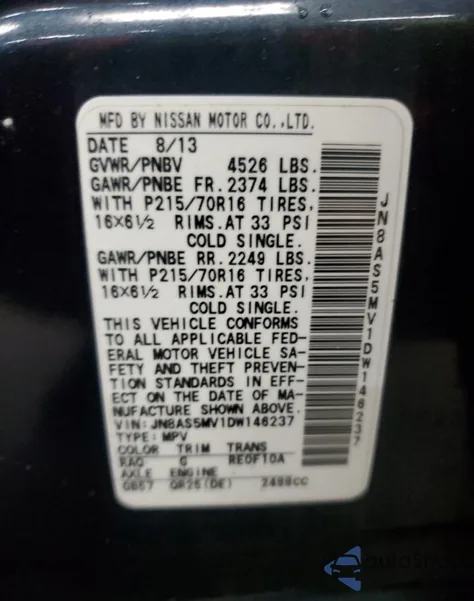 MFD BY NISSAN MOTOR CO.,LTD.
DATE 8/13
GVWR/PNBV 4526 LBS.
GAWR/PNBE FR. 2374 LBS.
WITH P215/70R16 TIRES,
16X6½ RIMS. AT 33 PSI
COLD SINGLE.
GAWR/PNBE RR. 2249 LBS.
WITH P215/70R16 TIRES,
16X6½ RIMS. AT 33 PSI
COLD SINGLE.
THIS VEHICLE CONFORMS
TO ALL APPLICABLE FED-
ERAL MOTOR VEHICLE SA-
FETY AND THEFT PREVEN-
TION STANDARDS IN EFF-
ECT ON THE DATE OF MA-
NUFACTURE SHOWN ABOVE.
VIN: JN8AS5MV1DW146237
TYPE: MPV
COLOR TRIM TRANS
RAQ G RE0F10A
AXLE ENGINE
GB57 QR25(DE) 2488CC
JN8AS5MV1DW146237